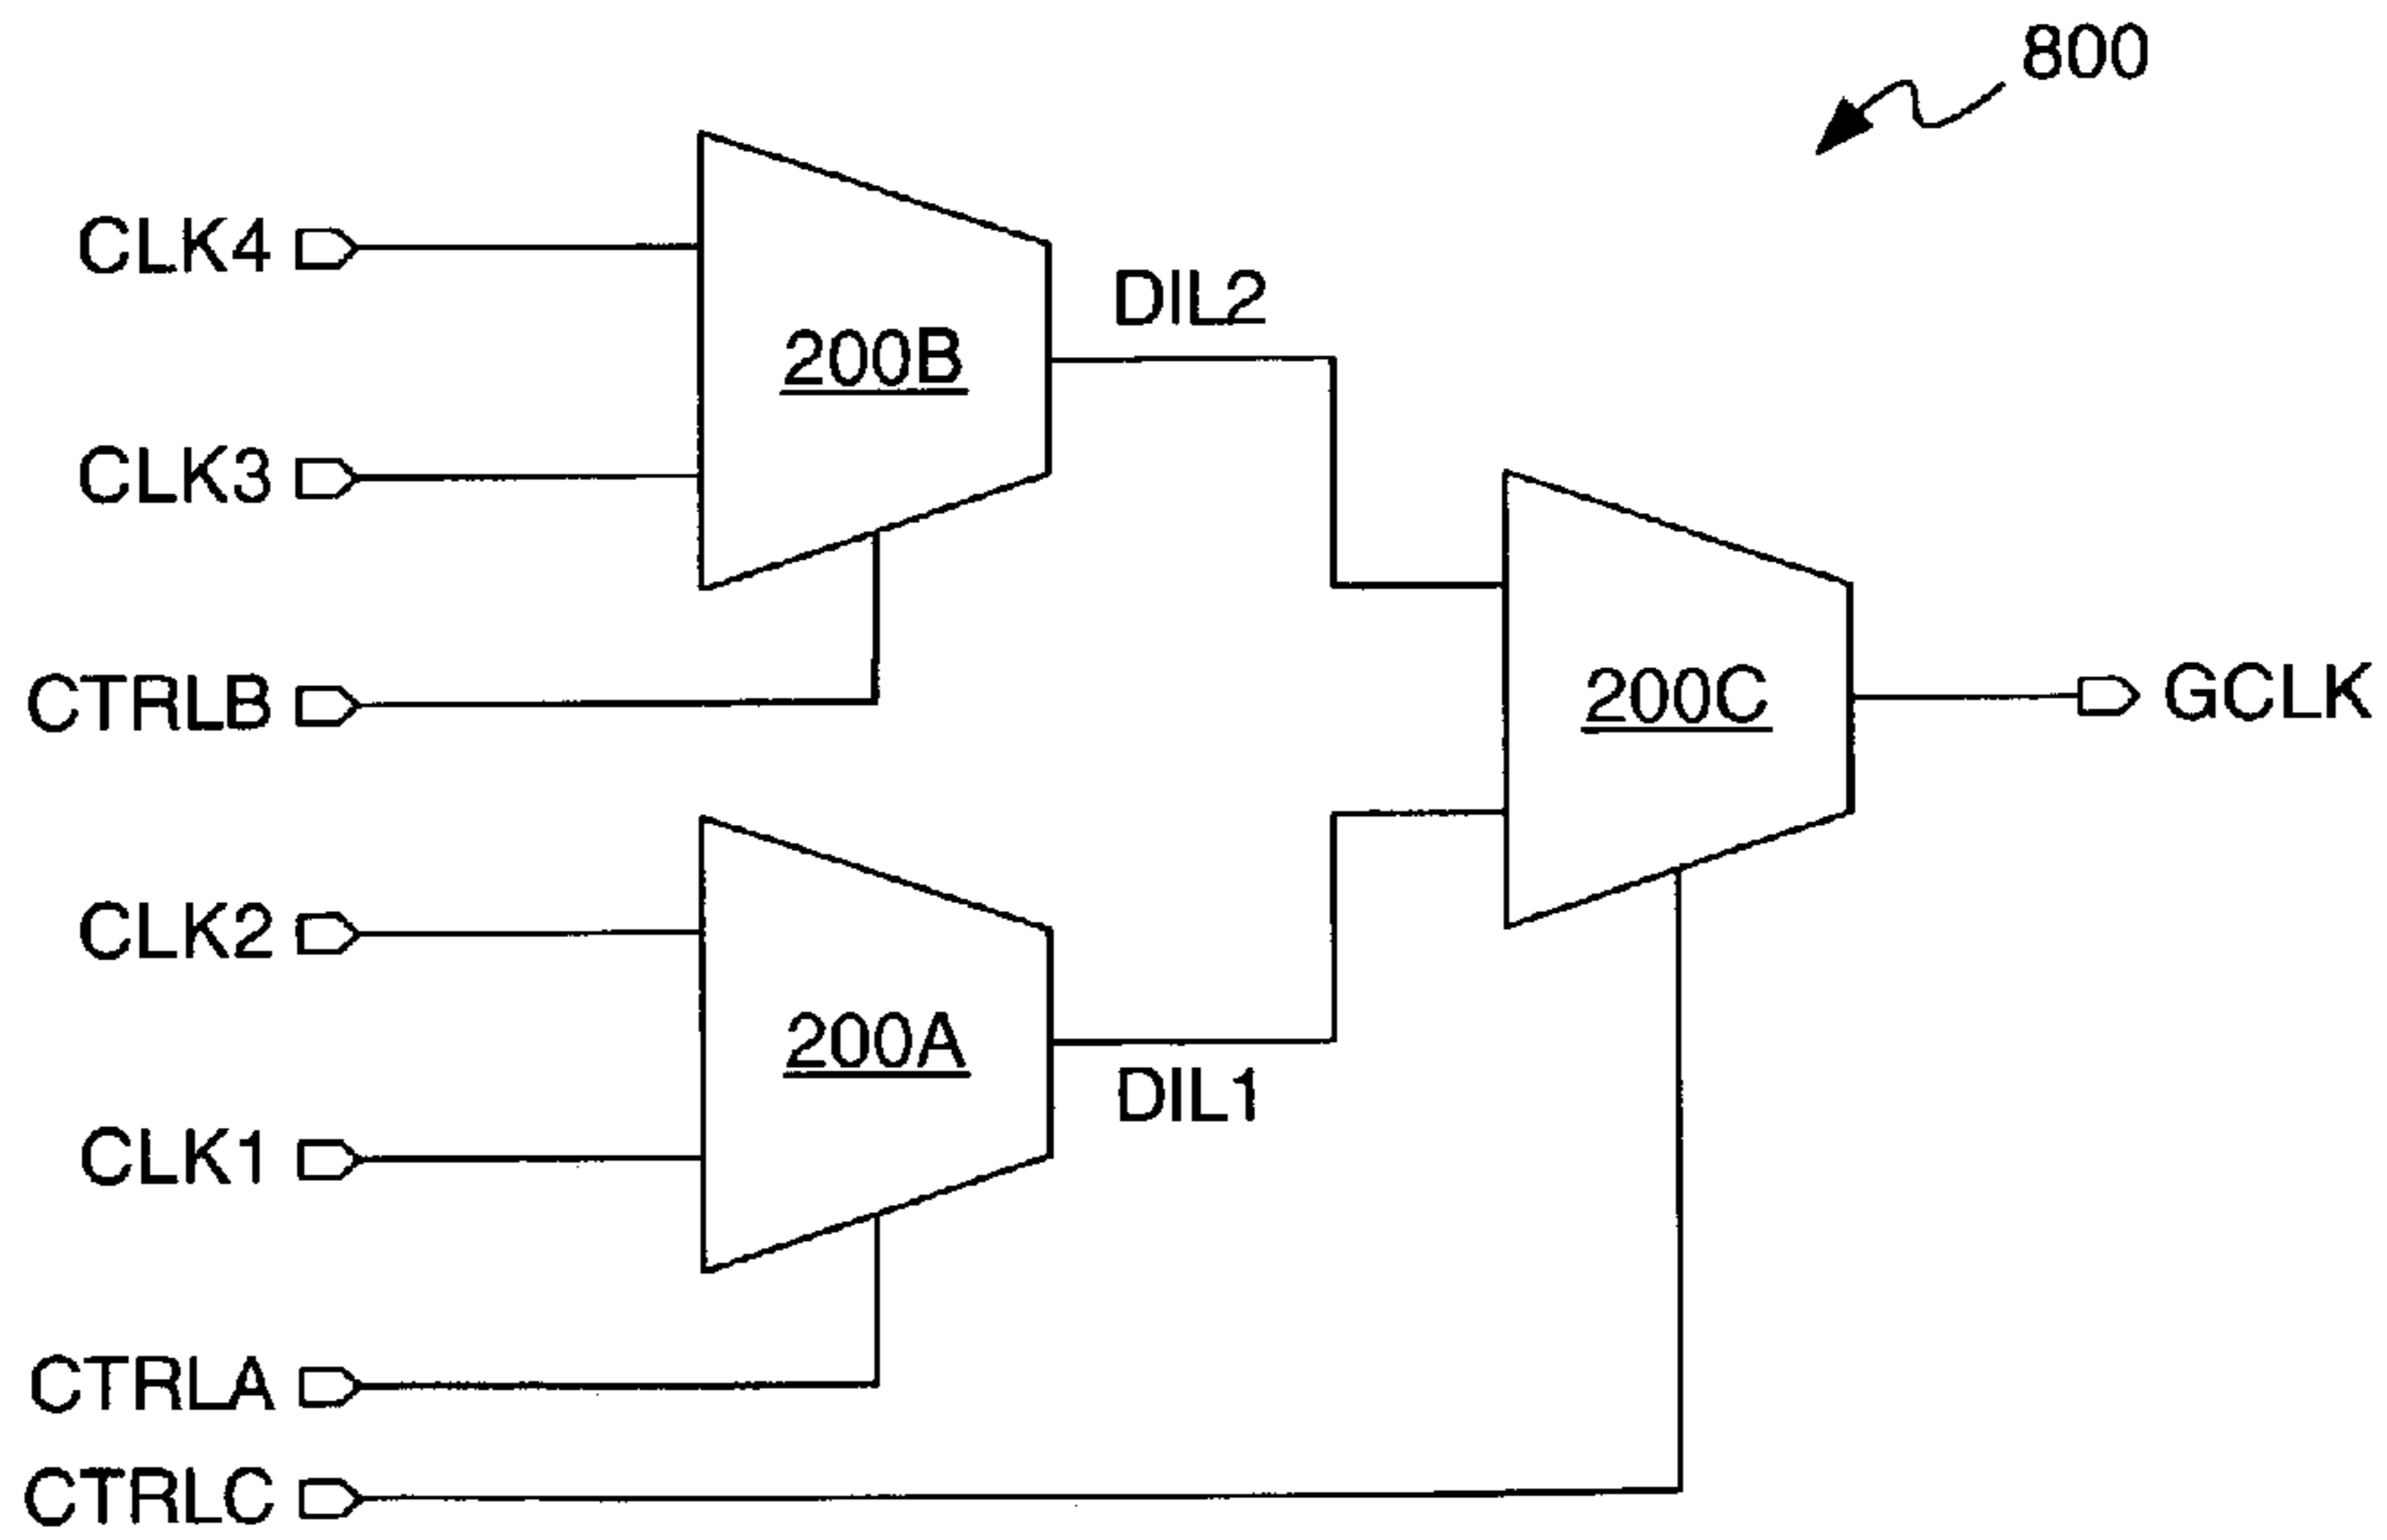 800
CLK4
DIL2
200B
CLK3
200C
GCLK
CTRLB
CLK2
200A
DIL1
CLK1
CTRLA
CTRLC